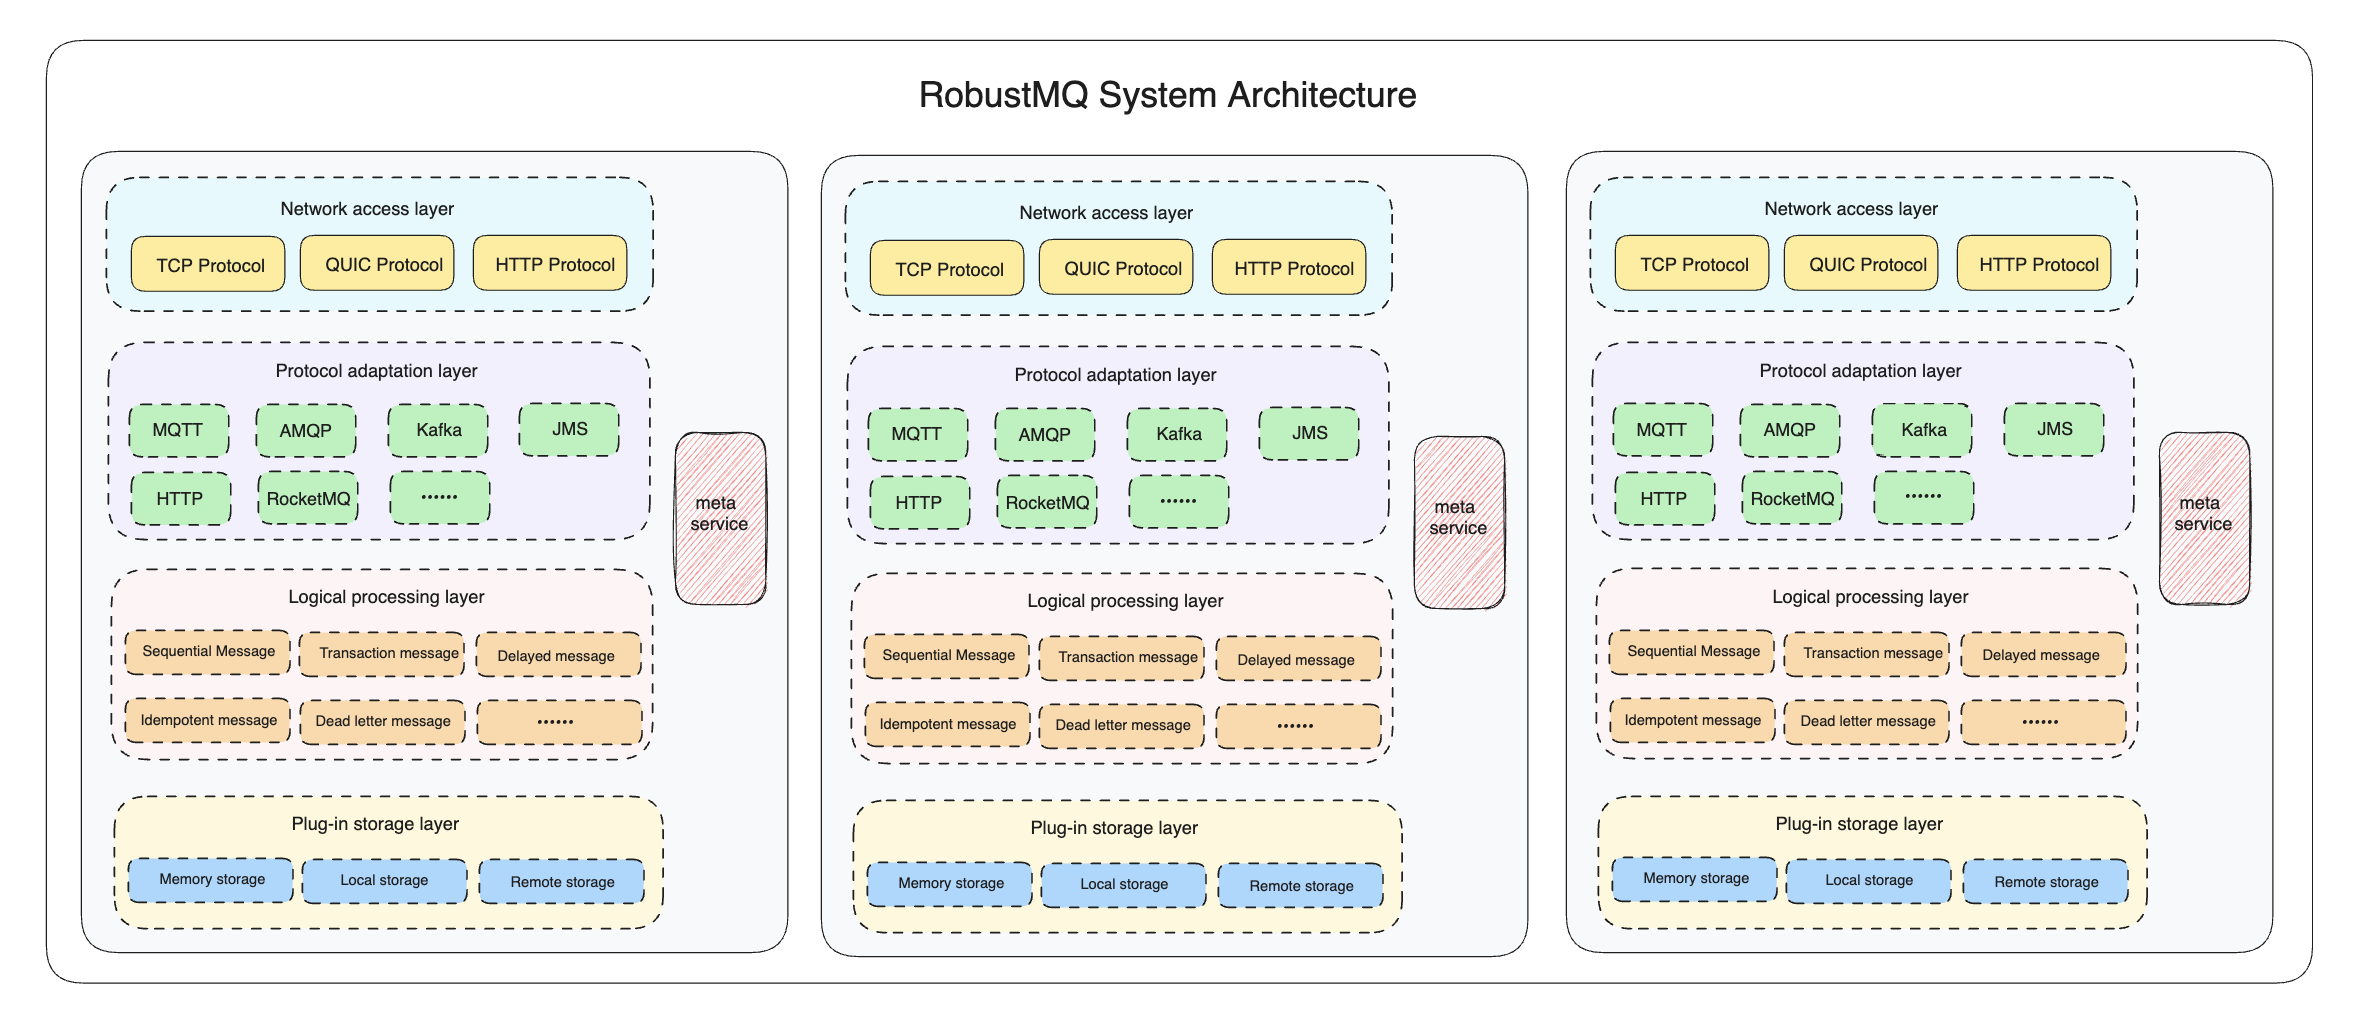 RobustMQ System Architecture
Network access layer
TCP Protocol
QUIC Protocol
HTTP Protocol
Protocol adaptation layer
MQTT
AMQP
Kafka
JMS
HTTP
RocketMQ
······
meta
service
Logical processing layer
Sequential Message
Transaction message
Delayed message
Idempotent message
Dead letter message
······
Plug-in storage layer
Memory storage
Local storage
Remote storage
Network access layer
TCP Protocol
QUIC Protocol
HTTP Protocol
Protocol adaptation layer
MQTT
AMQP
Kafka
JMS
HTTP
RocketMQ
······
meta
service
Logical processing layer
Sequential Message
Transaction message
Delayed message
Idempotent message
Dead letter message
······
Plug-in storage layer
Memory storage
Local storage
Remote storage
Network access layer
TCP Protocol
QUIC Protocol
HTTP Protocol
Protocol adaptation layer
MQTT
AMQP
Kafka
JMS
HTTP
RocketMQ
······
meta
service
Logical processing layer
Sequential Message
Transaction message
Delayed message
Idempotent message
Dead letter message
······
Plug-in storage layer
Memory storage
Local storage
Remote storage